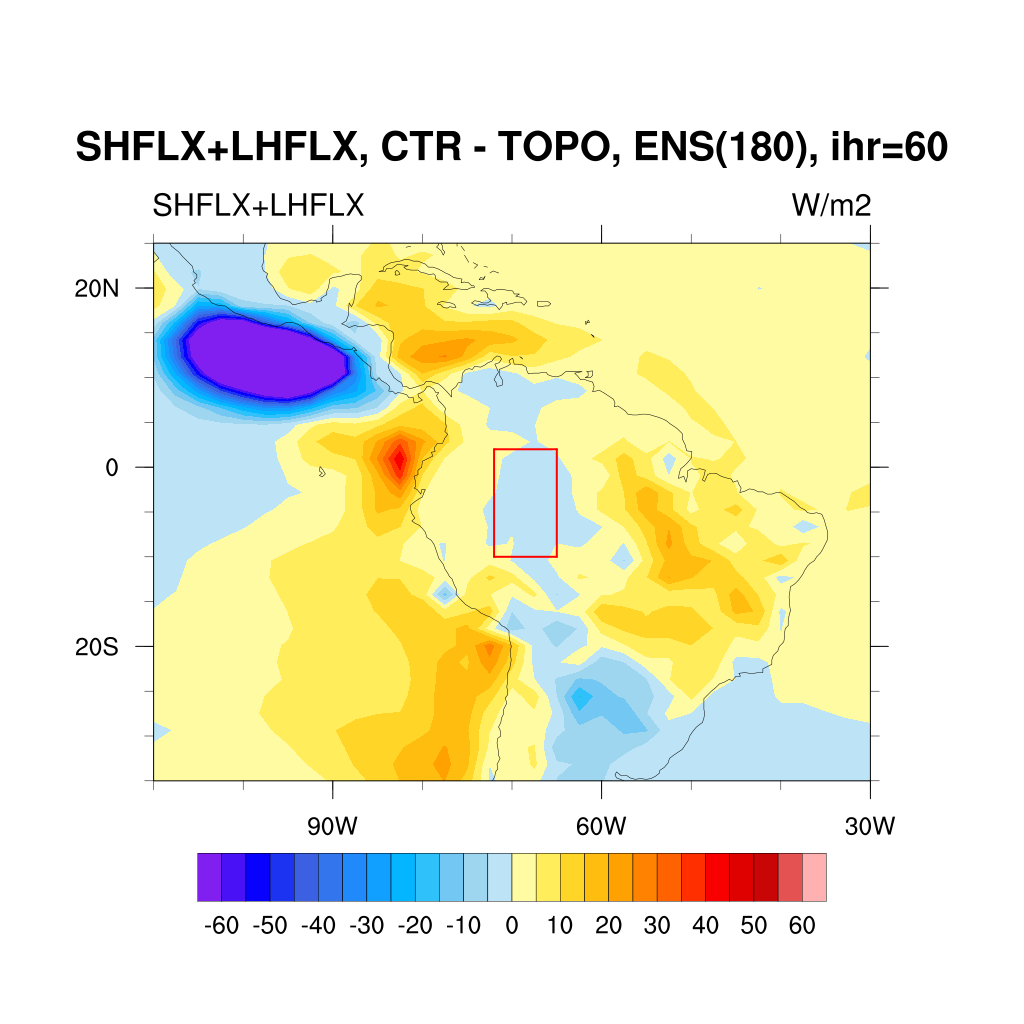 SHFLX+LHFLX, CTR - TOPO, ENS(180), ihr=60
SHFLX+LHFLX W/m2
20N
0
20S
90W 60W 30W
-60 -50 -40 -30 -20 -10 0 10 20 30 40 50 60